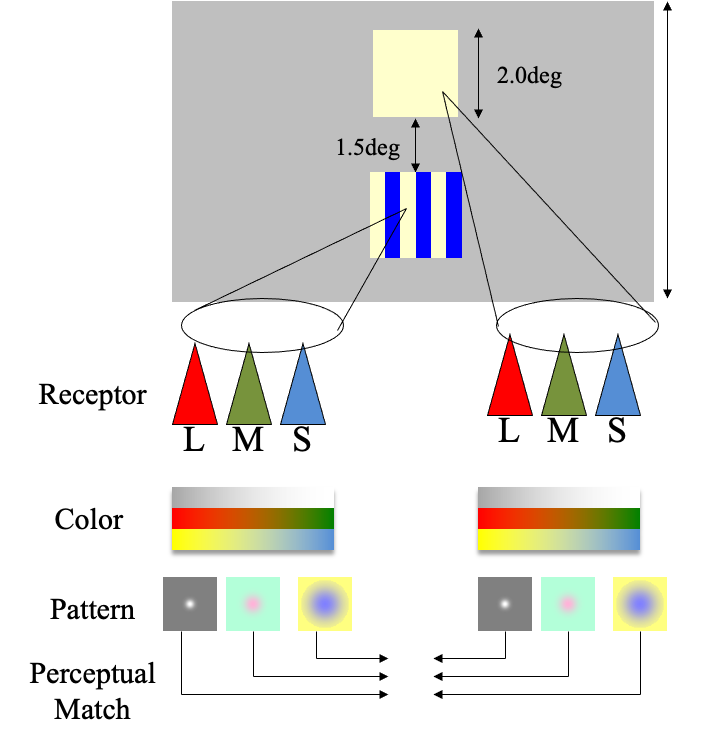 2.0deg
1.5deg
Receptor
L M S
L M S
Color
Pattern
Perceptual
Match